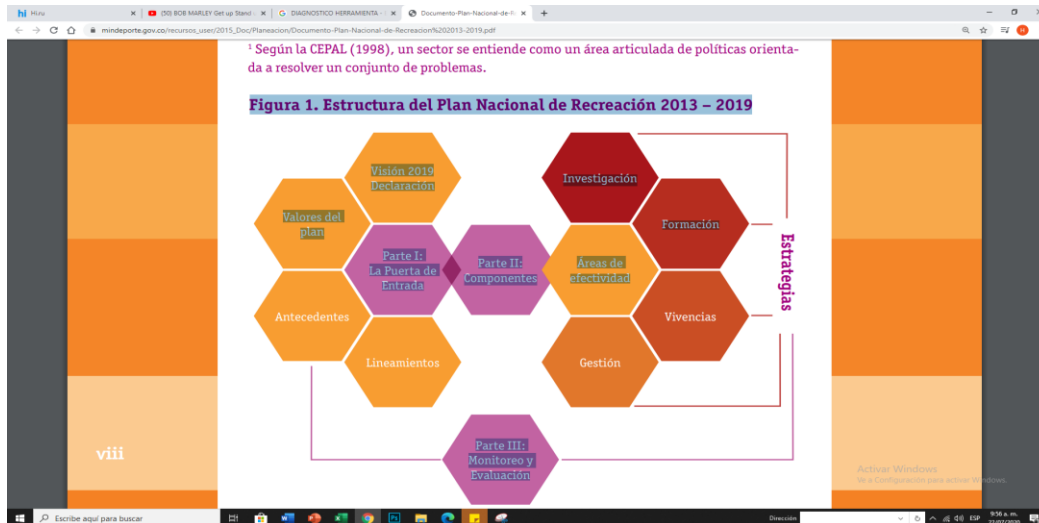 Hi.ru
(50) BOB MARLEY Get up Stand
DIAGNOSTICO HERRAMIENTA -
Documento-Plan-Nacional-de-R
mindeporte.gov.co/recursos_user/2015_Doc/Planeacion/Documento-Plan-Nacional-de-Recreacion%202013-2019.pdf
¹ Según la CEPAL (1998), un sector se entiende como un área articulada de políticas orienta-
da a resolver un conjunto de problemas.
Figura 1. Estructura del Plan Nacional de Recreación 2013 – 2019
Visión 2019
Declaración
Valores del
plan
Parte I:
La Puerta de
Entrada
Antecedentes
Lineamientos
Parte II:
Componentes
Áreas de
efectividad
Investigación
Formación
Vivencias
Gestión
Estrategias
Parte III:
Monitoreo y
Evaluación
viii
Activar Windows
Ve a Configuración para activar Windows.
Escribe aquí para buscar
Dirección
ESP
9:56 a. m.